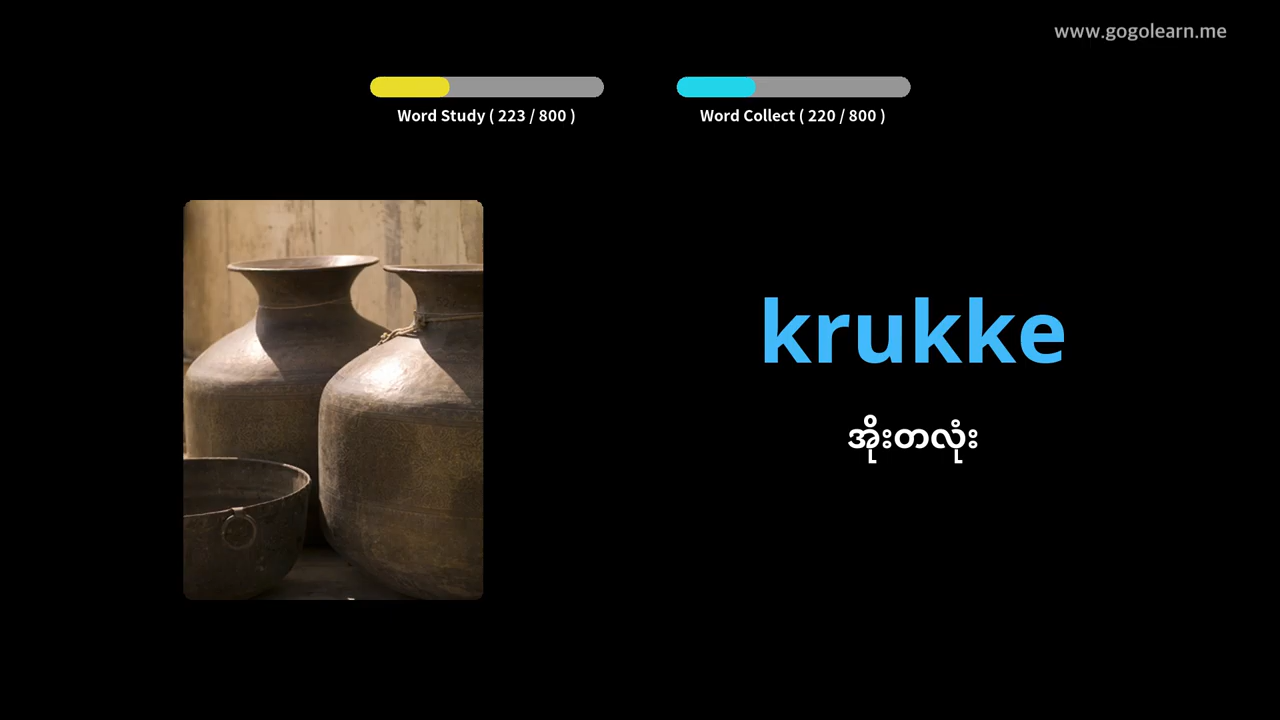 www.gogolearn.me
Word Study ( 223 / 800 )
Word Collect ( 220 / 800 )
krukke
အိုးတလုံး